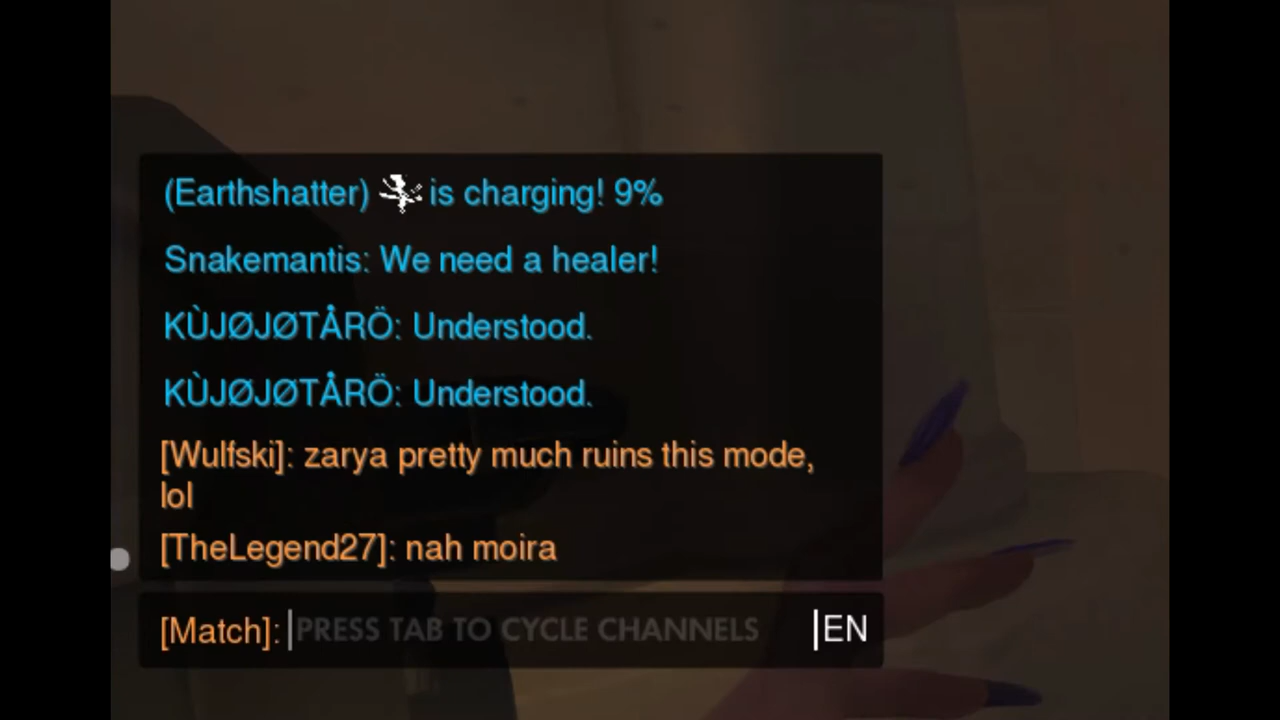 (Earthshatter) is charging! 9%
Snakemantis: We need a healer!
KÙJØJØTÅRÖ: Understood.
KÙJØJØTÅRÖ: Understood.
[Wulfski]: zarya pretty much ruins this mode,
lol
[TheLegend27]: nah moira
[Match]: PRESS TAB TO CYCLE CHANNELS EN